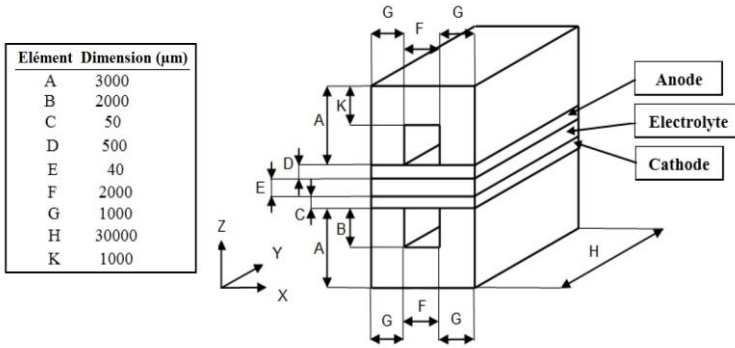 Elément Dimension (µm)
A 3000
B 2000
C 50
D 500
E 40
F 2000
G 1000
H 30000
K 1000
G F G
K
A
D
E
C
B
A
Anode
Electrolyte
Cathode
H
Z
Y
X
G F G